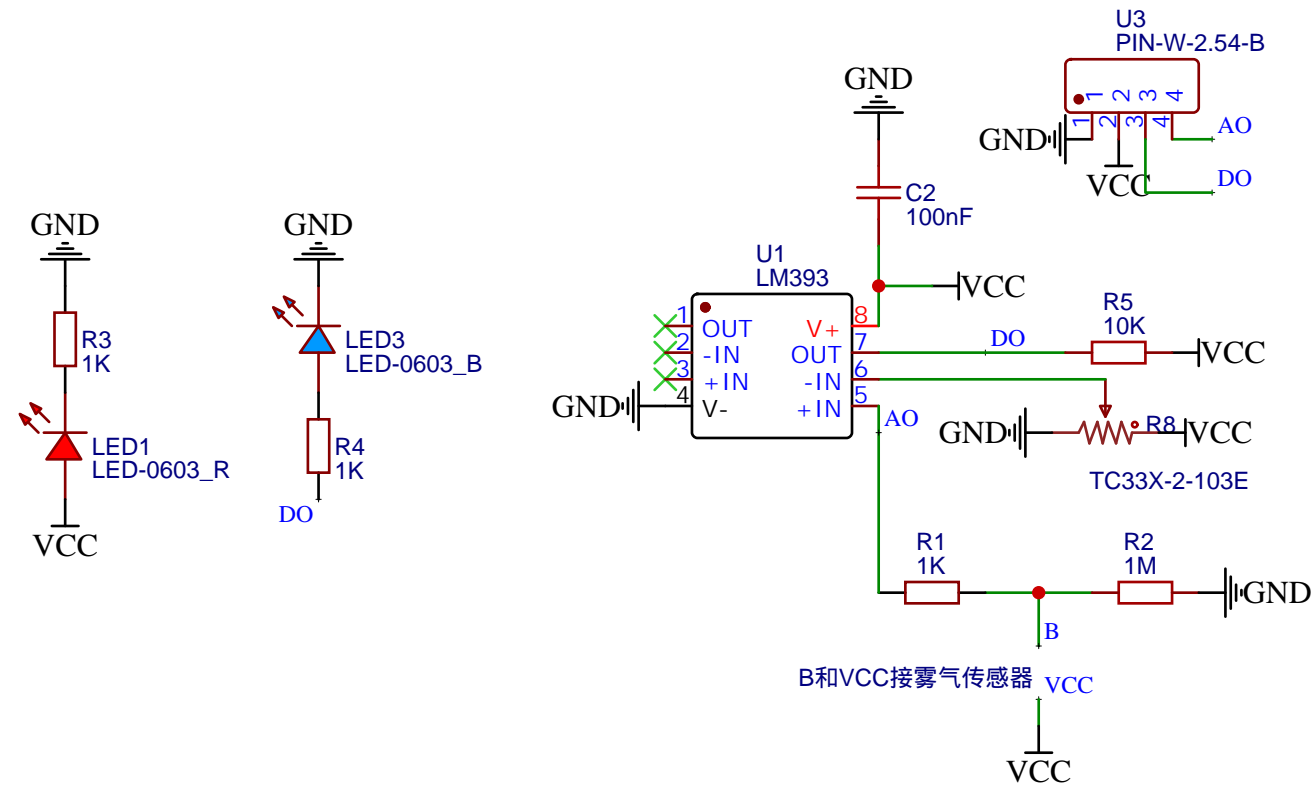 U3
PIN-W-2.54-B
1
2
3
4
1
2
3
4
GND
VCC
AO
DO
GND
C2
100nF
VCC
GND
R3
1K
LED1
LED-0603_R
VCC
GND
LED3
LED-0603_B
R4
1K
DO
U1
LM393
1
2
3
4
OUT
-IN
+IN
V-
V+
OUT
-IN
+IN
8
7
6
5
GND
DO
R5
10K
VCC
AO
GND
R8
VCC
TC33X-2-103E
R1
1K
R2
1M
GND
B
B和VCC接雾气传感器
VCC
VCC